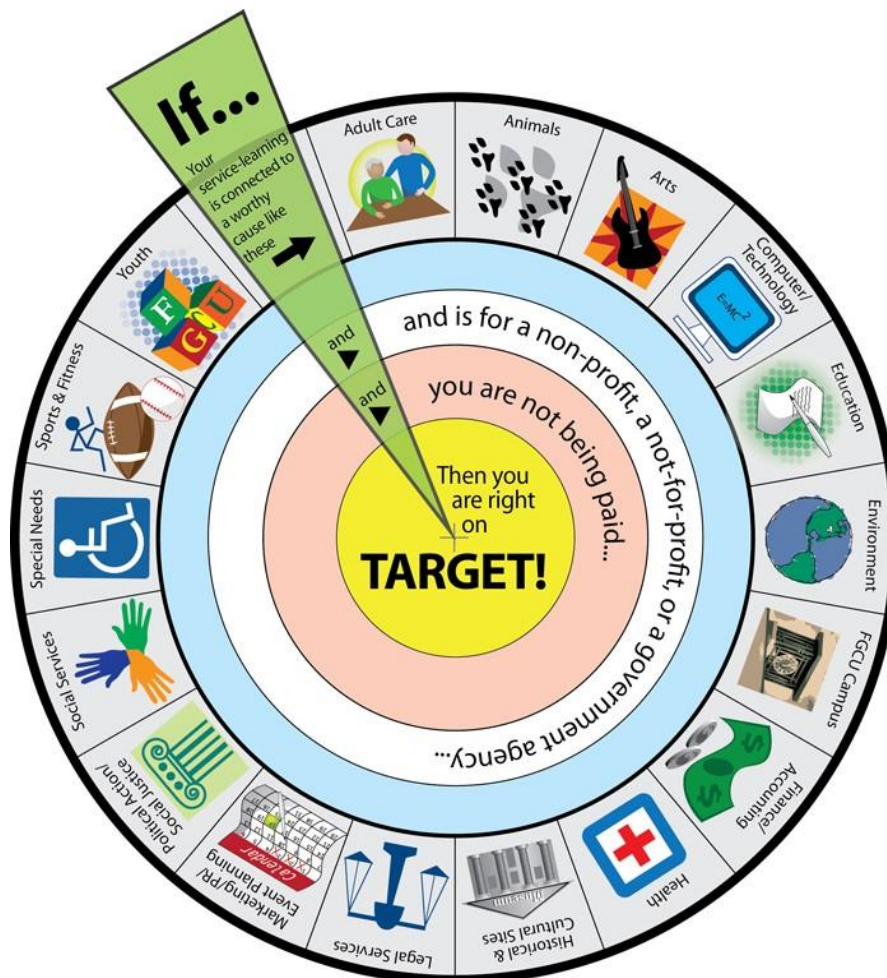 If...
Your
service-learning
is connected to
a worthy
cause like
these
and
and
and is for a non-profit, a not-for-profit, or a government agency...
you are not being paid...
Then you
are right
on
TARGET!
Adult Care
Animals
Arts
Computer/
Technology
E=MC2
Education
Environment
FGCU Campus
Finance/
Accounting
$
$
Health
Historical &
Cultural Sites
Museum
Legal Services
Marketing/PR/
Event Planning
Calendar
Political Action/
Social Justice
Social Services
Special Needs
Sports & Fitness
Youth
F
G C U